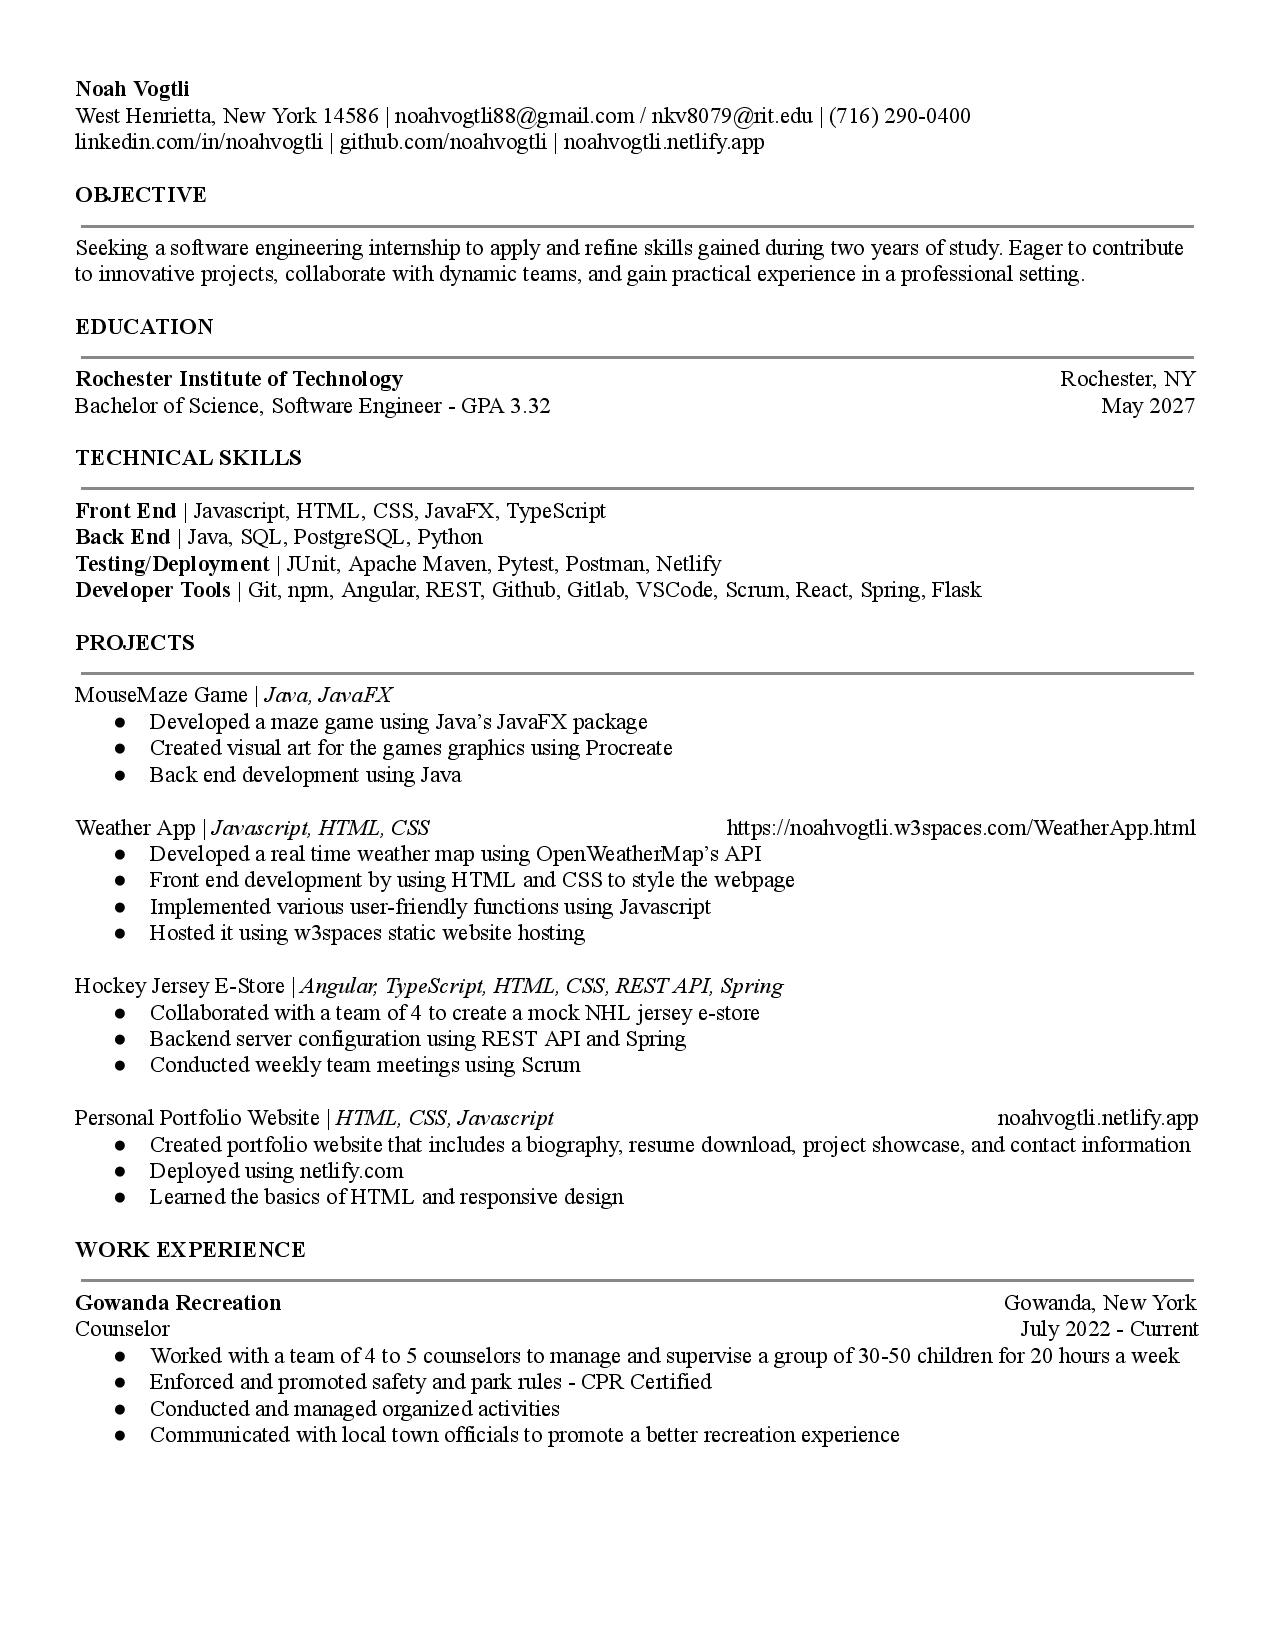 Noah Vogtli
West Henrietta, New York 14586 | noahvogtli88@gmail.com / nkv8079@rit.edu | (716) 290-0400
linkedin.com/in/noahvogtli | github.com/noahvogtli | noahvogtli.netlify.app
OBJECTIVE
Seeking a software engineering internship to apply and refine skills gained during two years of study. Eager to contribute
to innovative projects, collaborate with dynamic teams, and gain practical experience in a professional setting.
EDUCATION
Rochester Institute of Technology Rochester, NY
Bachelor of Science, Software Engineer - GPA 3.32 May 2027
TECHNICAL SKILLS
Front End | Javascript, HTML, CSS, JavaFX, TypeScript
Back End | Java, SQL, PostgreSQL, Python
Testing/Deployment | JUnit, Apache Maven, Pytest, Postman, Netlify
Developer Tools | Git, npm, Angular, REST, Github, Gitlab, VSCode, Scrum, React, Spring, Flask
PROJECTS
MouseMaze Game | Java, JavaFX
● Developed a maze game using Java’s JavaFX package
● Created visual art for the games graphics using Procreate
● Back end development using Java
Weather App | Javascript, HTML, CSS https://noahvogtli.w3spaces.com/WeatherApp.html
● Developed a real time weather map using OpenWeatherMap’s API
● Front end development by using HTML and CSS to style the webpage
● Implemented various user-friendly functions using Javascript
● Hosted it using w3spaces static website hosting
Hockey Jersey E-Store | Angular, TypeScript, HTML, CSS, REST API, Spring
● Collaborated with a team of 4 to create a mock NHL jersey e-store
● Backend server configuration using REST API and Spring
● Conducted weekly team meetings using Scrum
Personal Portfolio Website | HTML, CSS, Javascript noahvogtli.netlify.app
● Created portfolio website that includes a biography, resume download, project showcase, and contact information
● Deployed using netlify.com
● Learned the basics of HTML and responsive design
WORK EXPERIENCE
Gowanda Recreation Gowanda, New York
Counselor July 2022 - Current
● Worked with a team of 4 to 5 counselors to manage and supervise a group of 30-50 children for 20 hours a week
● Enforced and promoted safety and park rules - CPR Certified
● Conducted and managed organized activities
● Communicated with local town officials to promote a better recreation experience